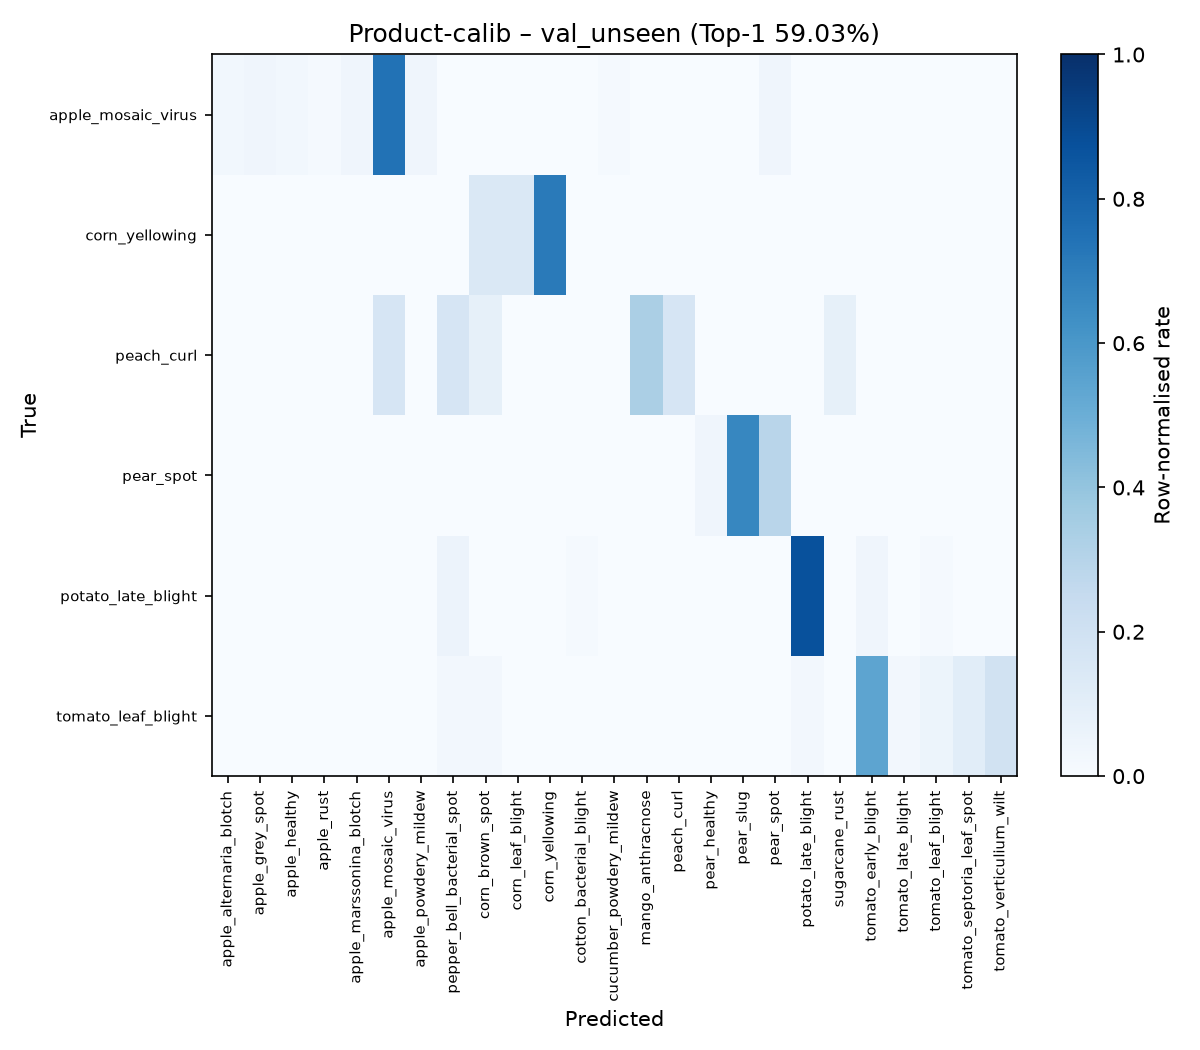 Product-calib – val_unseen (Top-1 59.03%)
True
apple_mosaic_virus
corn_yellowing
peach_curl
pear_spot
potato_late_blight
tomato_leaf_blight
apple_alternaria_blotch
apple_grey_spot
apple_healthy
apple_rust
apple_marssonina_blotch
apple_mosaic_virus
apple_powdery_mildew
pepper_bell_bacterial_spot
corn_brown_spot
corn_leaf_blight
corn_yellowing
cotton_bacterial_blight
cucumber_powdery_mildew
mango_anthracnose
peach_curl
pear_healthy
pear_slug
pear_spot
potato_late_blight
sugarcane_rust
tomato_early_blight
tomato_late_blight
tomato_leaf_blight
tomato_septoria_leaf_spot
tomato_verticullum_wilt
Predicted
1.0
0.8
0.6
0.4
0.2
0.0
Row-normalised rate